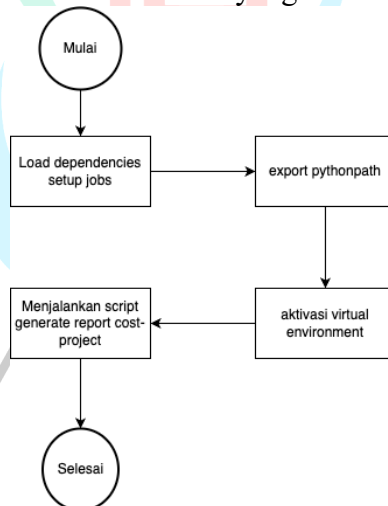 Mulai
Load dependencies
setup jobs
export pythonpath
aktivasi virtual
environment
Menjalankan script
generate report cost-
project
Selesai